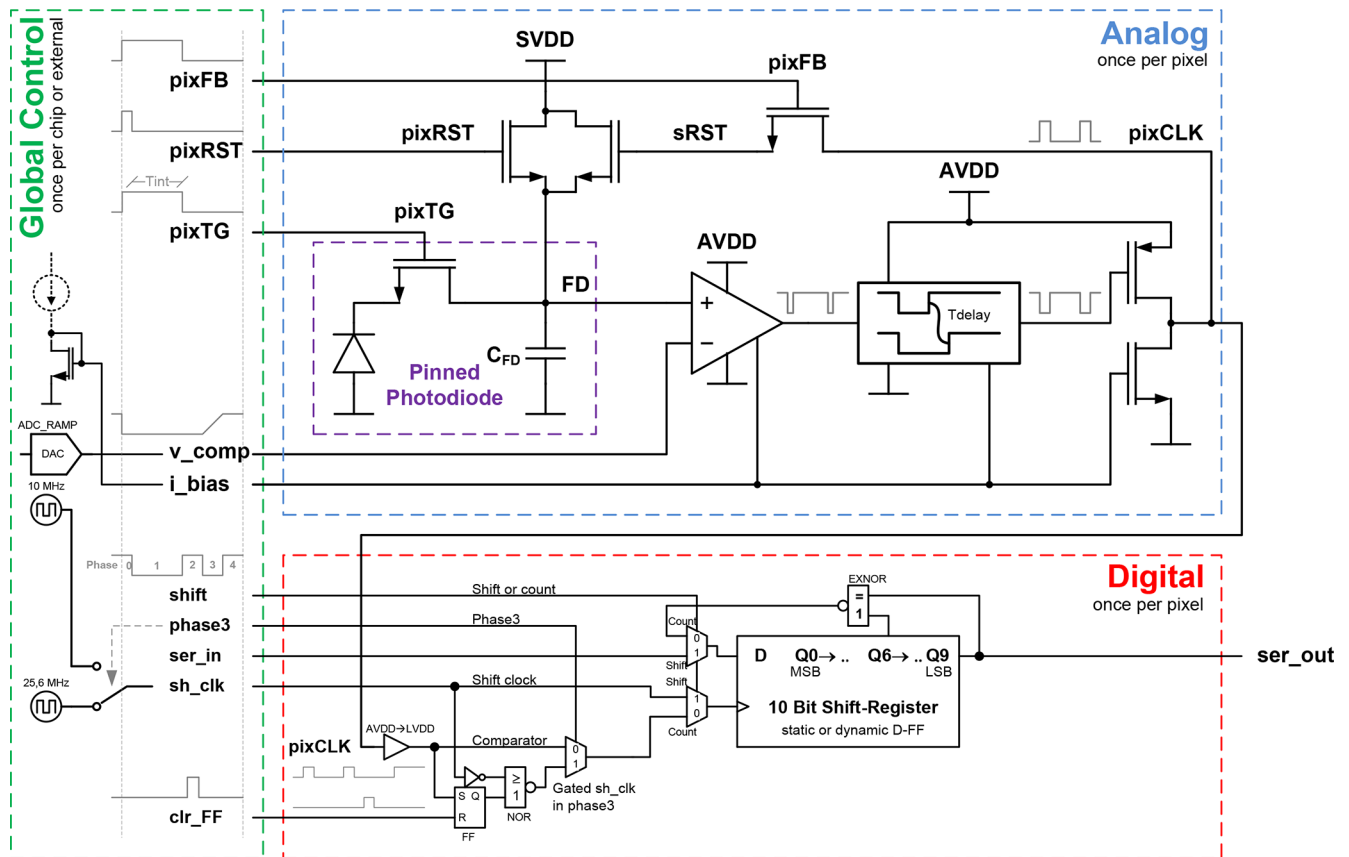 Global Control
once per chip or external
pixFB
pixRST
Tint
pixTG
ADC_RAMP
DAC
v_comp
i_bias
10 MHz
Phase 0 1 2 3 4
shift
phase3
ser_in
25,6 MHz
sh_clk
clr_FF
Analog
once per pixel
SVDD
pixFB
pixRST
sRST
pixCLK
AVDD
pixTG
AVDD
FD
+
Tdelay
−
CFD
Pinned
Photodiode
Digital
once per pixel
EXNOR
=
1
Shift or count
Count
Phase3
0
1
Shift
D Q0→ .. Q6→ .. Q9
MSB LSB
ser_out
Shift
Shift clock
1
0
Count
10 Bit Shift-Register
static or dynamic D-FF
AVDD→LVDD
pixCLK
Comparator
0
1
≥
1
Gated sh_clk
in phase3
S Q
R
NOR
FF